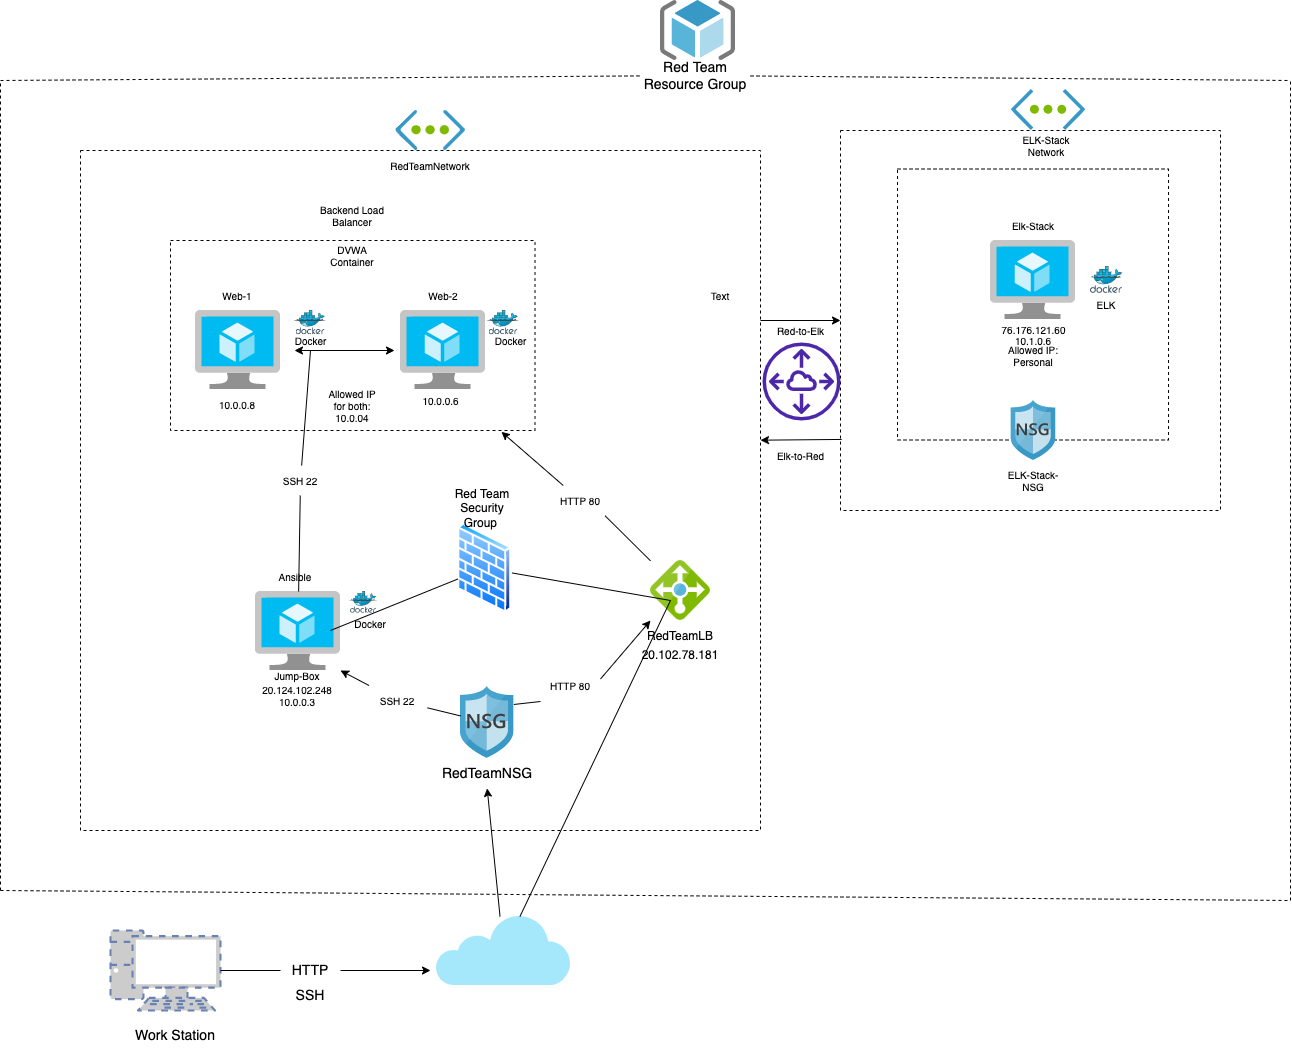 Red Team
Resource Group
RedTeamNetwork
ELK-Stack
Network
Backend Load
Balancer
DVWA
Container
Web-1
docker
Docker
10.0.0.8
Web-2
docker
Docker
10.0.0.6
Allowed IP
for both:
10.0.04
Text
Red-to-Elk
Elk-to-Red
Elk-Stack
docker
ELK
76.176.121.60
10.1.0.6
Allowed IP:
Personal
NSG
ELK-Stack-
NSG
SSH 22
HTTP 80
Red Team
Security
Group
Ansible
docker
Docker
Jump-Box
20.124.102.248
10.0.0.3
RedTeamLB
20.102.78.181
SSH 22
HTTP 80
NSG
RedTeamNSG
HTTP
SSH
Work Station